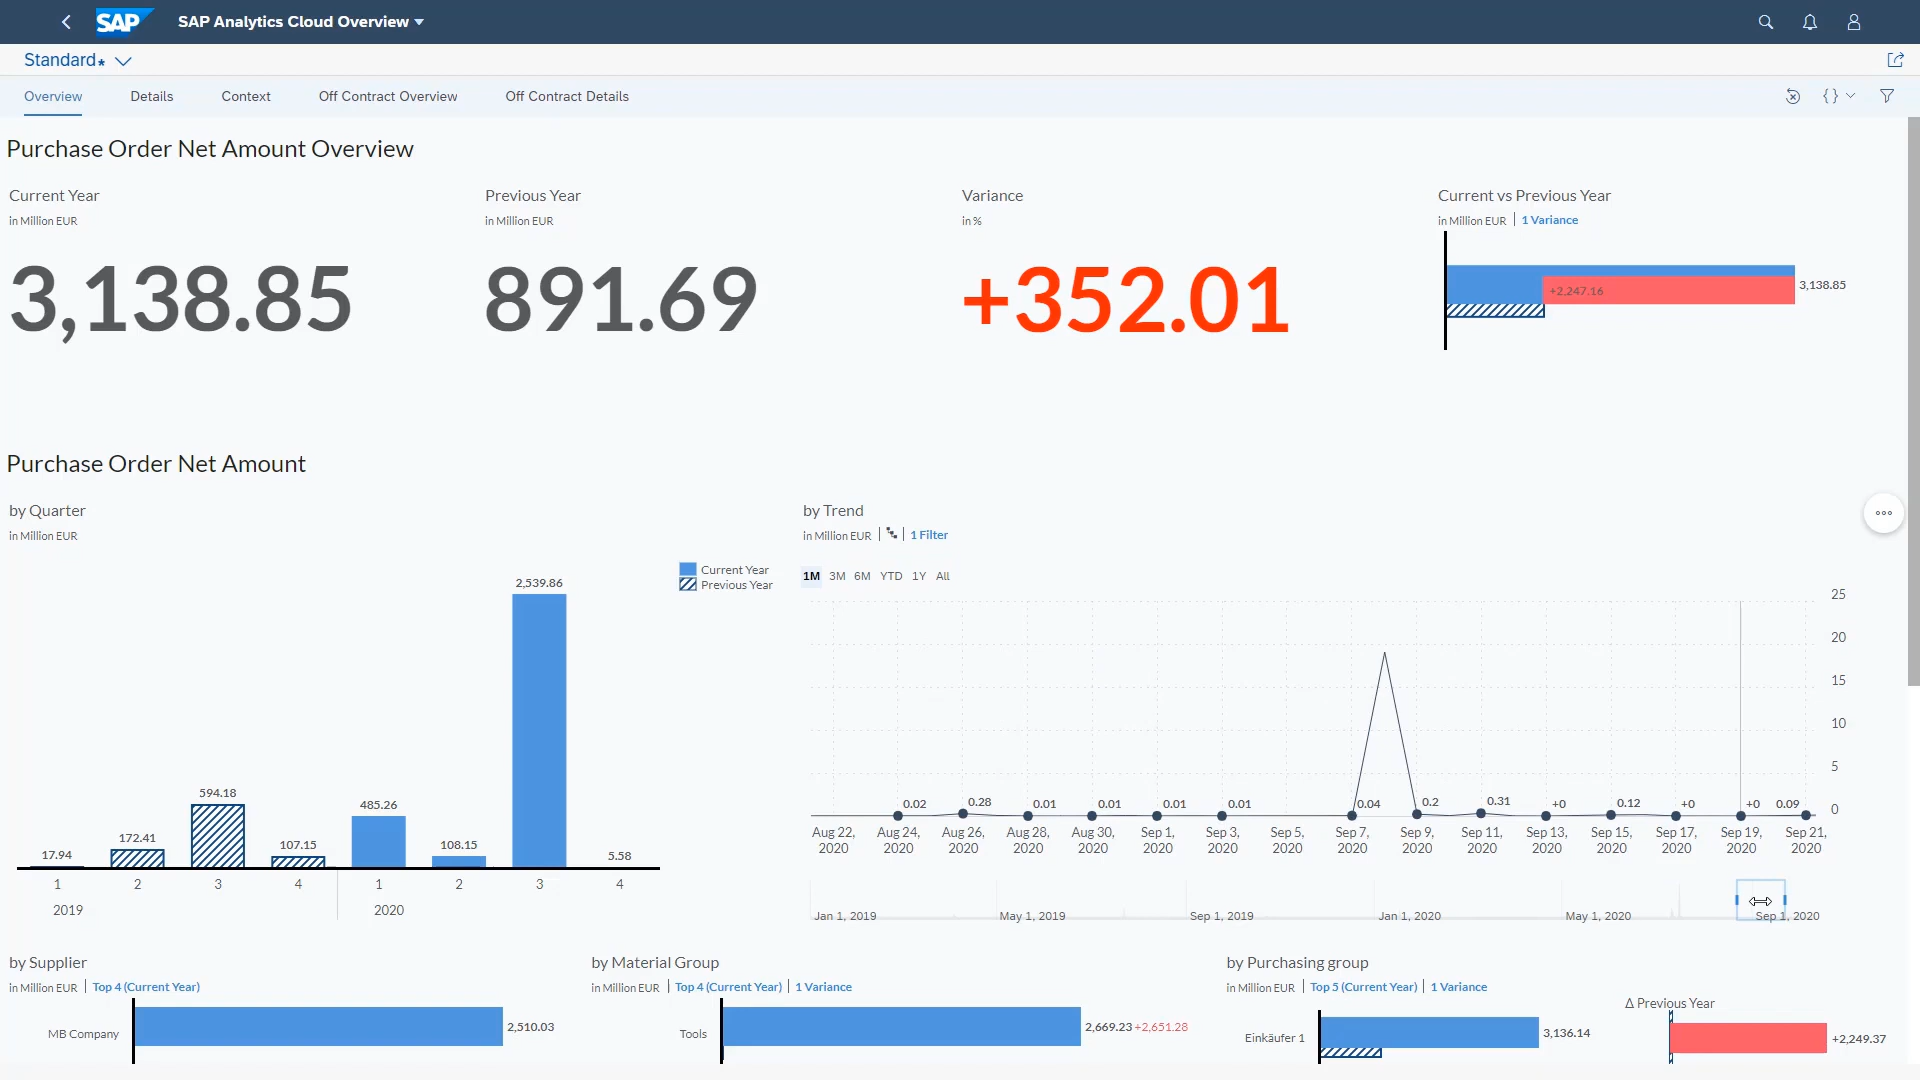 SAP SAP Analytics Cloud Overview
Standard*
Overview Details Context Off Contract Overview Off Contract Details
Purchase Order Net Amount Overview
Current Year
in Million EUR
3,138.85
Previous Year
in Million EUR
891.69
Variance
in %
+352.01
Current vs Previous Year
in Million EUR | 1 Variance
+2,247.16
3,138.85
Purchase Order Net Amount
by Quarter
in Million EUR
Current Year
Previous Year
2,539.86
594.18
485.26
172.41
107.15
108.15
17.94
5.58
1 2 3 4 1 2 3 4
2019 2020
by Trend
in Million EUR | 1 Filter
1M 3M 6M YTD 1Y All
25
20
15
10
5
0
0.02 0.28 0.01 0.01 0.01 0.01 0.04 0.2 0.31 +0 0.12 +0 +0 0.09
Aug 22, Aug 24, Aug 26, Aug 28, Aug 30, Sep 1, Sep 3, Sep 5, Sep 7, Sep 9, Sep 11, Sep 13, Sep 15, Sep 17, Sep 19, Sep 21,
2020 2020 2020 2020 2020 2020 2020 2020 2020 2020 2020 2020 2020 2020 2020 2020
Jan 1, 2019 May 1, 2019 Sep 1, 2019 Jan 1, 2020 May 1, 2020 Sep 1, 2020
by Supplier
in Million EUR | Top 4 (Current Year)
MB Company 2,510.03
by Material Group
in Million EUR | Top 4 (Current Year) | 1 Variance
Tools 2,669.23 +2,651.28
by Purchasing group
in Million EUR | Top 5 (Current Year) | 1 Variance
Δ Previous Year
Einkäufer 1 3,136.14 +2,249.37